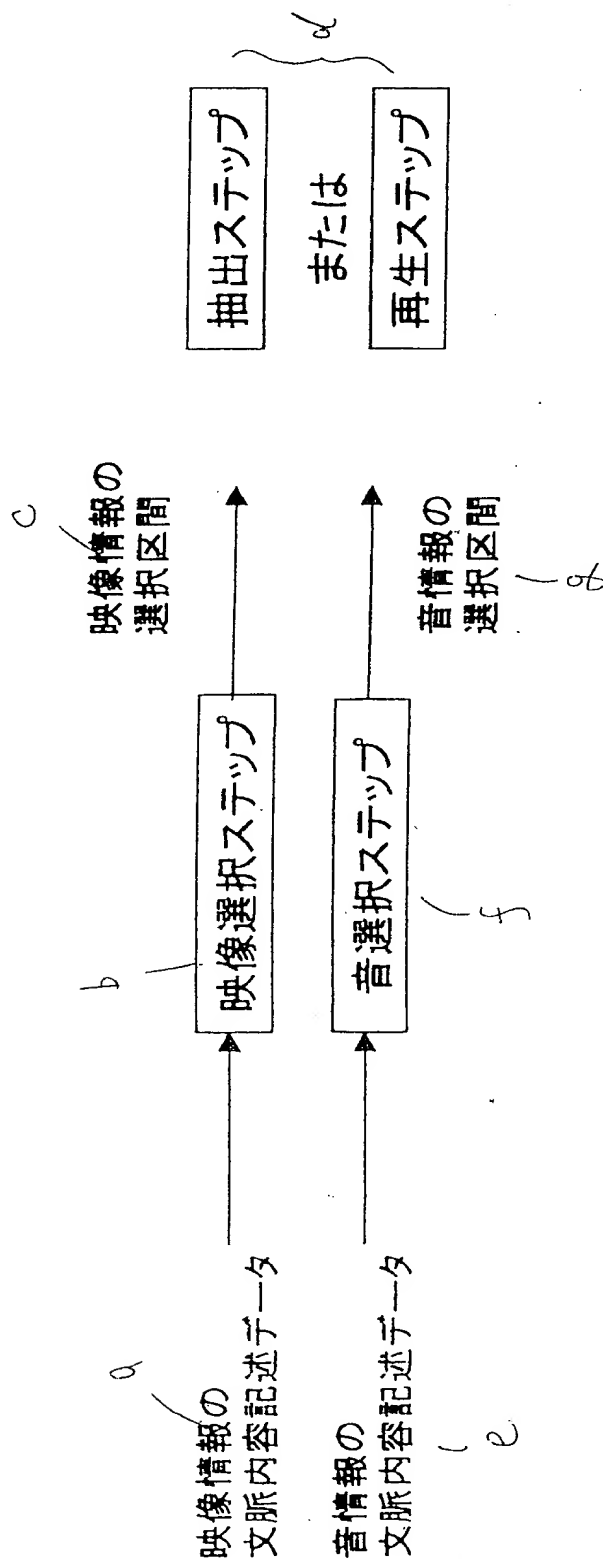 a
映像情報の
文脈内容記述データ
b
映像選択ステップ
c
映像情報の
選択区間
抽出ステップ
または
再生ステップ
d
音情報の
文脈内容記述データ
e
音選択ステップ
f
音情報の
選択区間
g